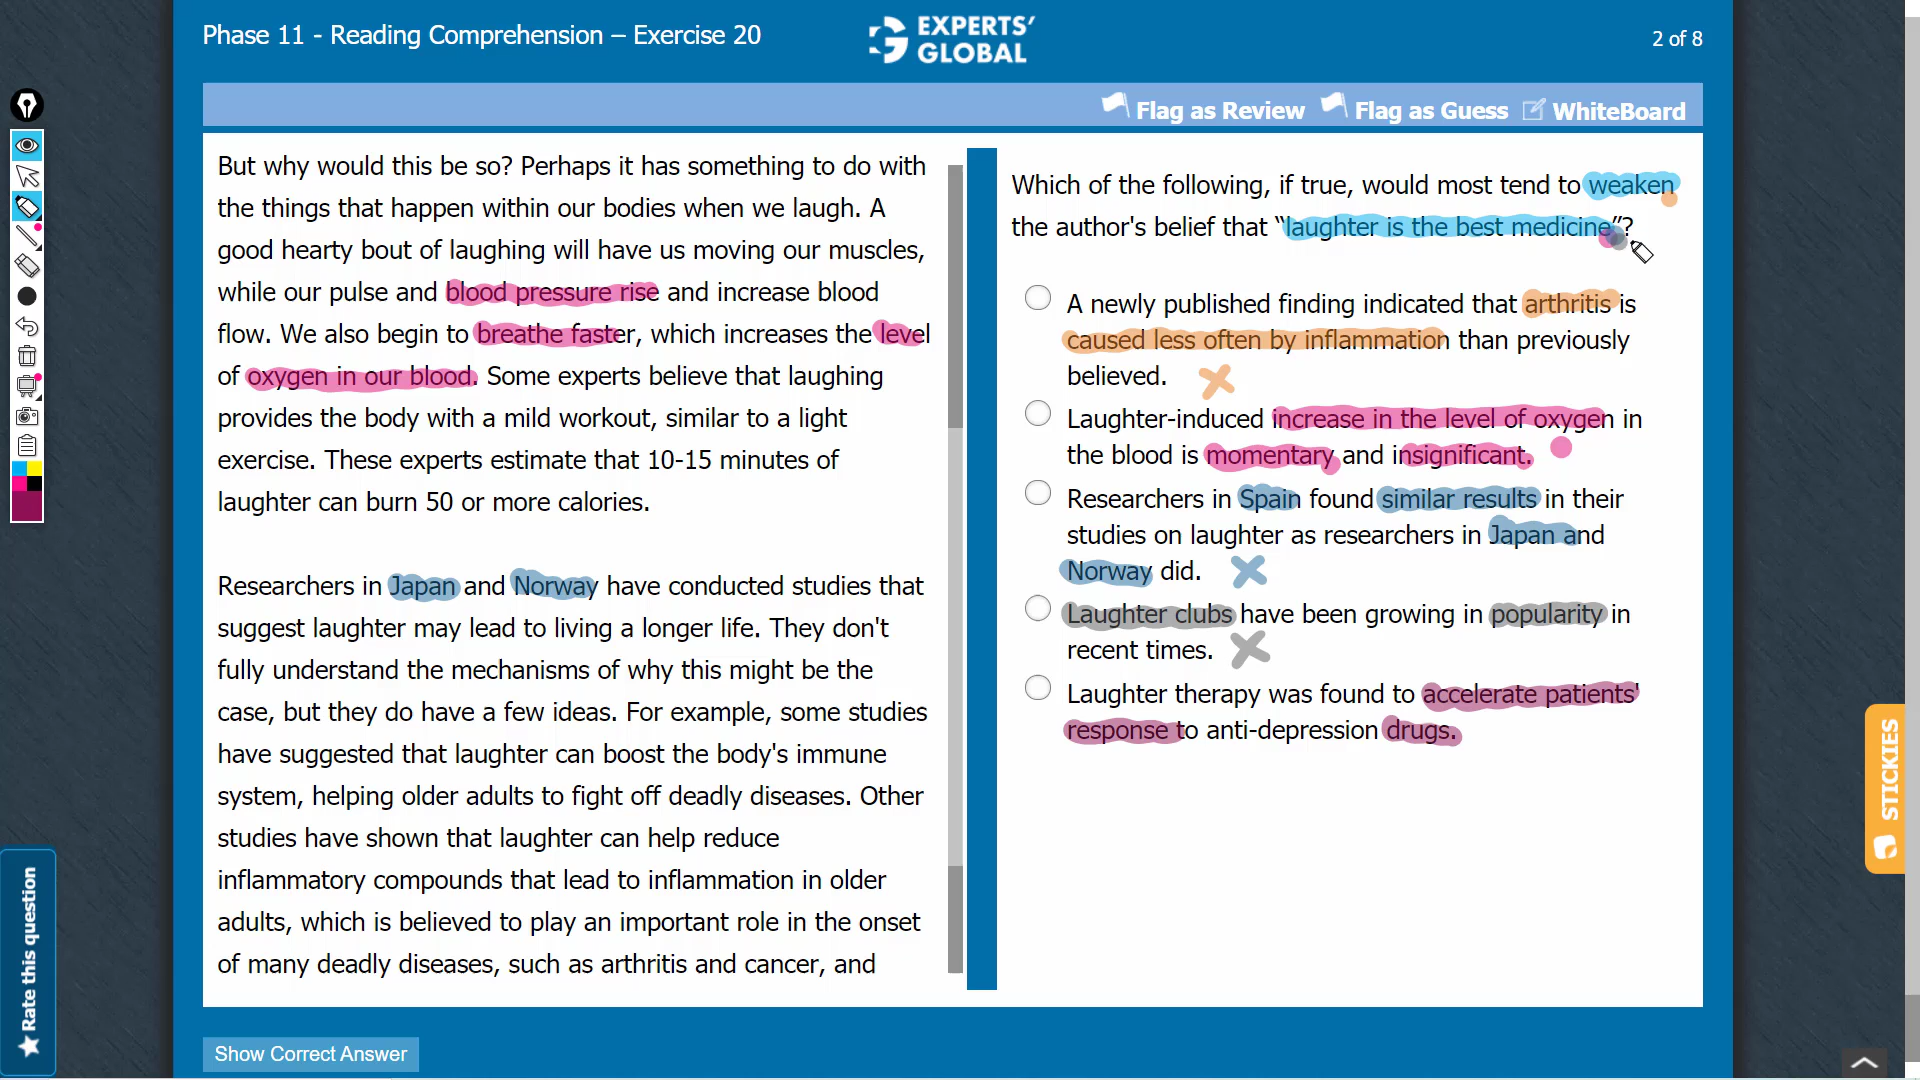 Phase 11 - Reading Comprehension – Exercise 20
EXPERTS’
GLOBAL
2 of 8
Flag as Review
Flag as Guess
WhiteBoard
But why would this be so? Perhaps it has something to do with
the things that happen within our bodies when we laugh. A
good hearty bout of laughing will have us moving our muscles,
while our pulse and blood pressure rise and increase blood
flow. We also begin to breathe faster, which increases the level
of oxygen in our blood. Some experts believe that laughing
provides the body with a mild workout, similar to a light
exercise. These experts estimate that 10-15 minutes of
laughter can burn 50 or more calories.
Researchers in Japan and Norway have conducted studies that
suggest laughter may lead to living a longer life. They don't
fully understand the mechanisms of why this might be the
case, but they do have a few ideas. For example, some studies
have suggested that laughter can boost the body's immune
system, helping older adults to fight off deadly diseases. Other
studies have shown that laughter can help reduce
inflammatory compounds that lead to inflammation in older
adults, which is believed to play an important role in the onset
of many deadly diseases, such as arthritis and cancer, and
Which of the following, if true, would most tend to weaken
the author's belief that “laughter is the best medicine”?
A newly published finding indicated that arthritis is
caused less often by inflammation than previously
believed.
Laughter-induced increase in the level of oxygen in
the blood is momentary and insignificant.
Researchers in Spain found similar results in their
studies on laughter as researchers in Japan and
Norway did.
Laughter clubs have been growing in popularity in
recent times.
Laughter therapy was found to accelerate patients'
response to anti-depression drugs.
STICKIES
Rate this question
Show Correct Answer